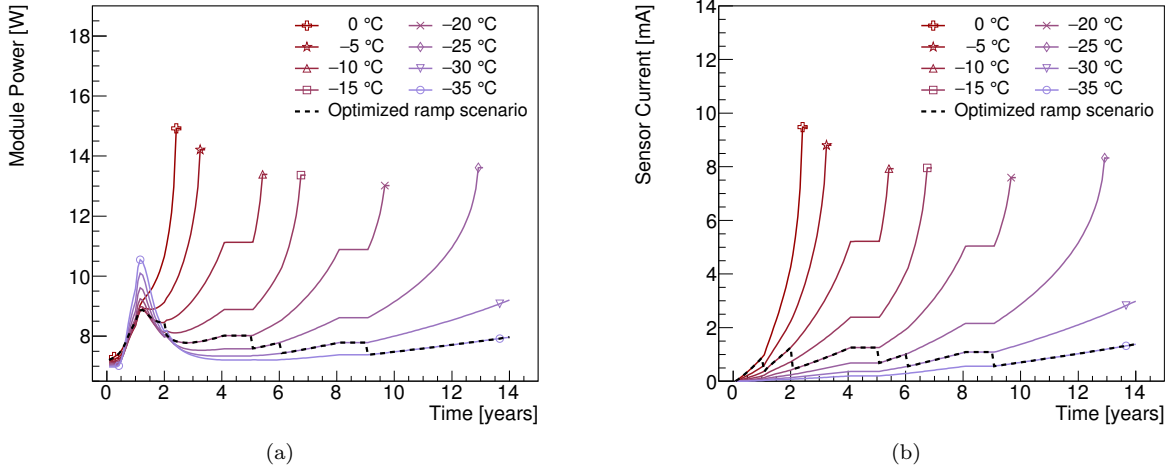 Module Power [W]
18
16
14
12
10
8
0 °C
–5 °C
–10 °C
–15 °C
–20 °C
–25 °C
–30 °C
–35 °C
Optimized ramp scenario
0 2 4 6 8 10 12 14
Time [years]
(a)
Sensor Current [mA]
14
12
10
8
6
4
2
0
0 °C
–5 °C
–10 °C
–15 °C
–20 °C
–25 °C
–30 °C
–35 °C
Optimized ramp scenario
0 2 4 6 8 10 12 14
Time [years]
(b)